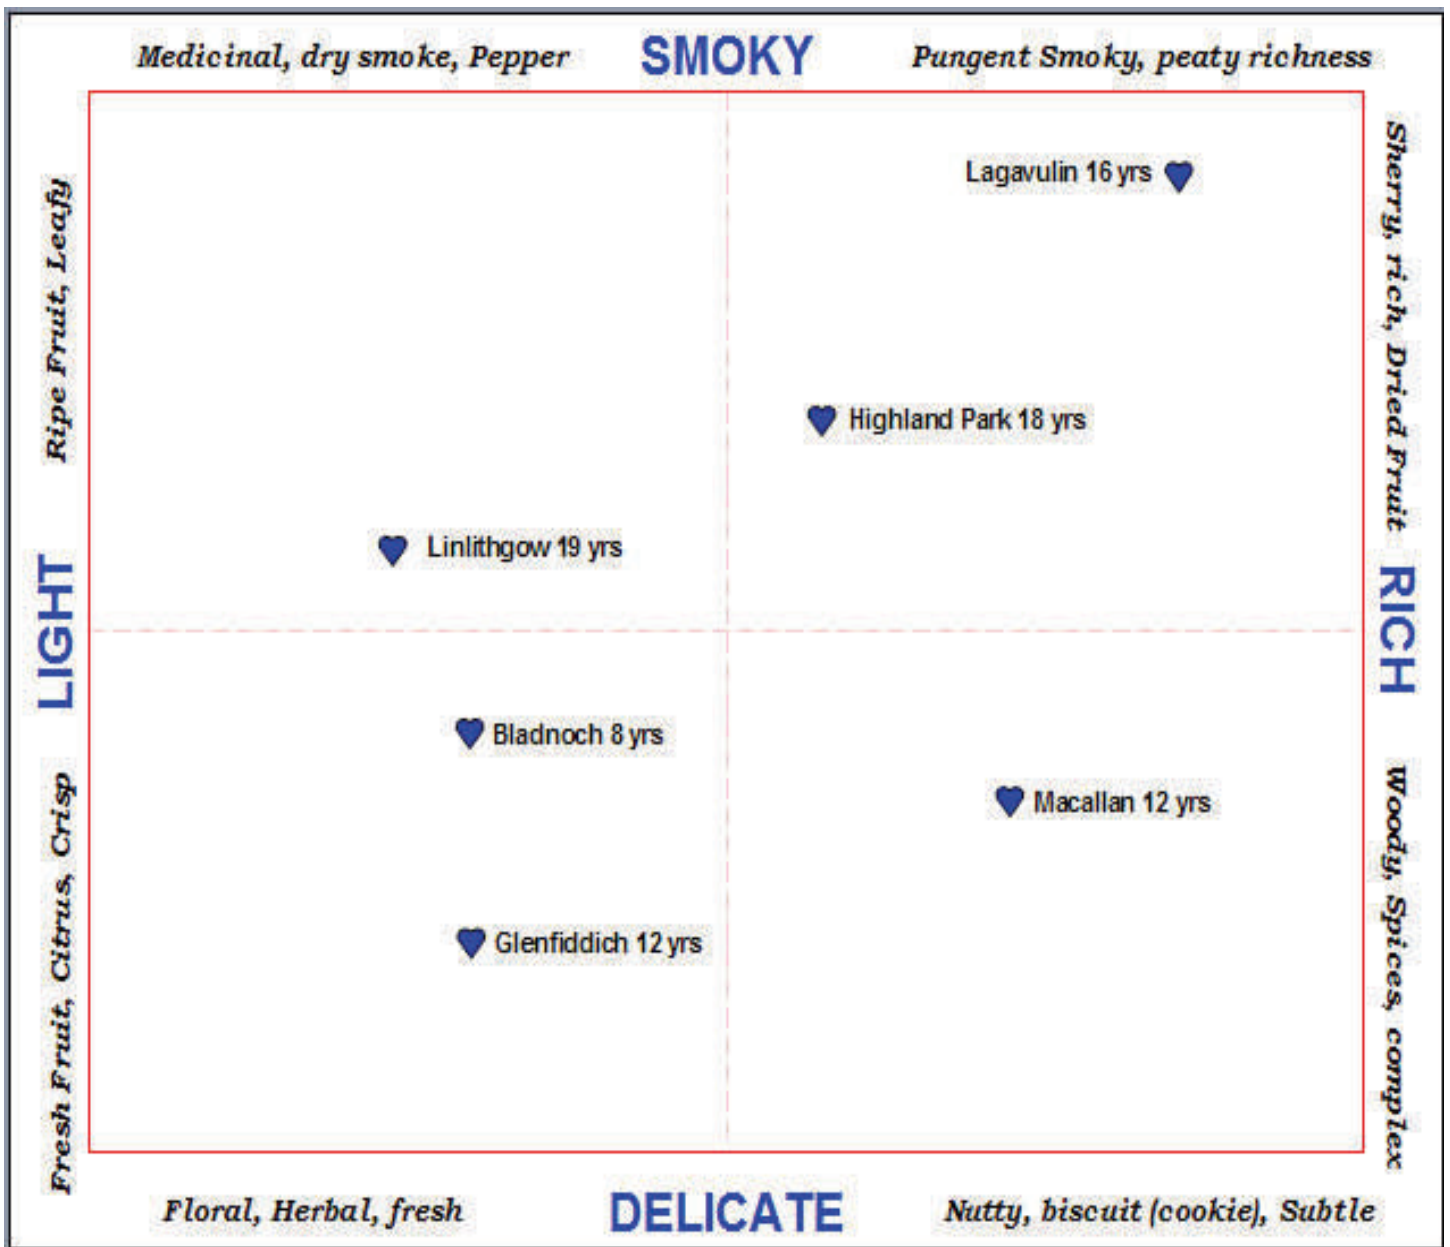 Medicinal, dry smoke, Pepper
SMOKY
Pungent Smoky, peaty richness
Ripe Fruit, Leafy
LIGHT
Fresh Fruit, Citrus, Crisp
Lagavulin 16 yrs
Highland Park 18 yrs
Linlithgow 19 yrs
Bladnoch 8 yrs
Macallan 12 yrs
Glenfiddich 12 yrs
Sherry, rich, Dried Fruit
RICH
Woody, Spices, complex
Floral, Herbal, fresh
DELICATE
Nutty, biscuit (cookie), Subtle